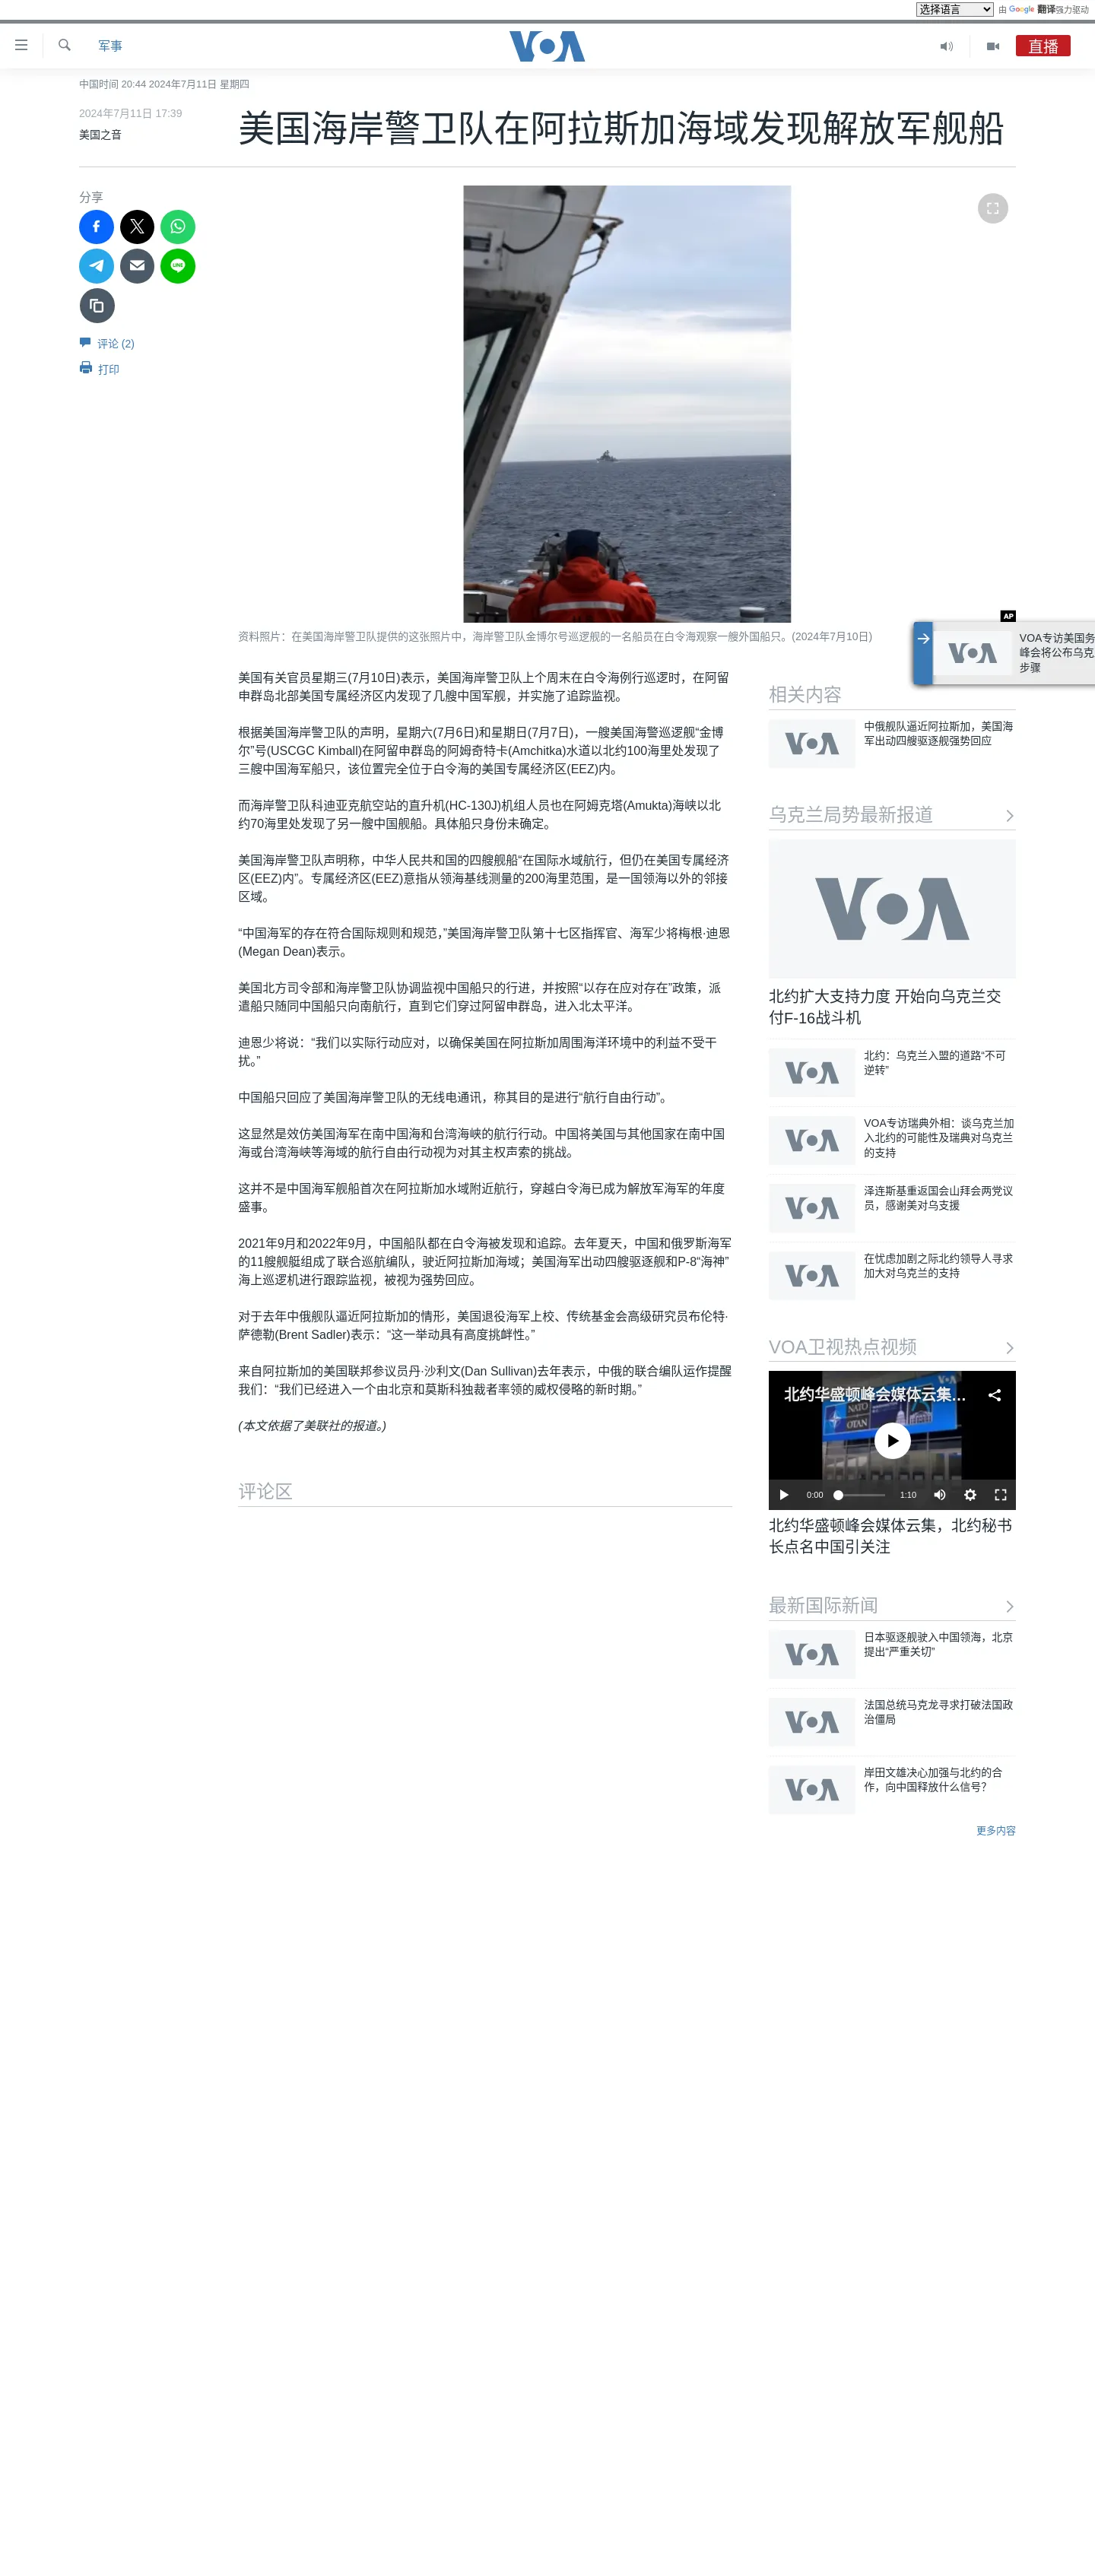 选择语言 由 Google 翻译强力驱动
军事
VOA
直播
中国时间 20:44 2024年7月11日 星期四
2024年7月11日 17:39
美国之音
美国海岸警卫队在阿拉斯加海域发现解放军舰船
分享
评论 (2)
打印
AP
资料照片：在美国海岸警卫队提供的这张照片中，海岸警卫队金博尔号巡逻舰的一名船员在白令海观察一艘外国船只。(2024年7月10日)
VOA
VOA专访美国务
峰会将公布乌克
步骤
美国有关官员星期三(7月10日)表示，美国海岸警卫队上个周末在白令海例行巡逻时，在阿留
申群岛北部美国专属经济区内发现了几艘中国军舰，并实施了追踪监视。
根据美国海岸警卫队的声明，星期六(7月6日)和星期日(7月7日)，一艘美国海警巡逻舰“金博
尔”号(USCGC Kimball)在阿留申群岛的阿姆奇特卡(Amchitka)水道以北约100海里处发现了
三艘中国海军船只，该位置完全位于白令海的美国专属经济区(EEZ)内。
而海岸警卫队科迪亚克航空站的直升机(HC-130J)机组人员也在阿姆克塔(Amukta)海峡以北
约70海里处发现了另一艘中国舰船。具体船只身份未确定。
美国海岸警卫队声明称，中华人民共和国的四艘舰船“在国际水域航行，但仍在美国专属经济
区(EEZ)内”。专属经济区(EEZ)意指从领海基线测量的200海里范围，是一国领海以外的邻接
区域。
“中国海军的存在符合国际规则和规范，”美国海岸警卫队第十七区指挥官、海军少将梅根·迪恩
(Megan Dean)表示。
美国北方司令部和海岸警卫队协调监视中国船只的行进，并按照“以存在应对存在”政策，派
遣船只随同中国船只向南航行，直到它们穿过阿留申群岛，进入北太平洋。
迪恩少将说：“我们以实际行动应对，以确保美国在阿拉斯加周围海洋环境中的利益不受干
扰。”
中国船只回应了美国海岸警卫队的无线电通讯，称其目的是进行“航行自由行动”。
这显然是效仿美国海军在南中国海和台湾海峡的航行行动。中国将美国与其他国家在南中国
海或台湾海峡等海域的航行自由行动视为对其主权声索的挑战。
这并不是中国海军舰船首次在阿拉斯加水域附近航行，穿越白令海已成为解放军海军的年度
盛事。
2021年9月和2022年9月，中国船队都在白令海被发现和追踪。去年夏天，中国和俄罗斯海军
的11艘舰艇组成了联合巡航编队，驶近阿拉斯加海域；美国海军出动四艘驱逐舰和P-8“海神”
海上巡逻机进行跟踪监视，被视为强势回应。
对于去年中俄舰队逼近阿拉斯加的情形，美国退役海军上校、传统基金会高级研究员布伦特·
萨德勒(Brent Sadler)表示：“这一举动具有高度挑衅性。”
来自阿拉斯加的美国联邦参议员丹·沙利文(Dan Sullivan)去年表示，中俄的联合编队运作提醒
我们：“我们已经进入一个由北京和莫斯科独裁者率领的威权侵略的新时期。”
(本文依据了美联社的报道。)
评论区
相关内容
VOA
中俄舰队逼近阿拉斯加，美国海
军出动四艘驱逐舰强势回应
乌克兰局势最新报道
VOA
北约扩大支持力度 开始向乌克兰交
付F-16战斗机
VOA
北约：乌克兰入盟的道路“不可
逆转”
VOA
VOA专访瑞典外相：谈乌克兰加
入北约的可能性及瑞典对乌克兰
的支持
VOA
泽连斯基重返国会山拜会两党议
员，感谢美对乌支援
VOA
在忧虑加剧之际北约领导人寻求
加大对乌克兰的支持
VOA卫视热点视频
北约华盛顿峰会媒体云集...
VOA
NATO
OTAN
0:00
1:10
北约华盛顿峰会媒体云集，北约秘书
长点名中国引关注
最新国际新闻
VOA
日本驱逐舰驶入中国领海，北京
提出“严重关切”
VOA
法国总统马克龙寻求打破法国政
治僵局
VOA
岸田文雄决心加强与北约的合
作，向中国释放什么信号？
更多内容